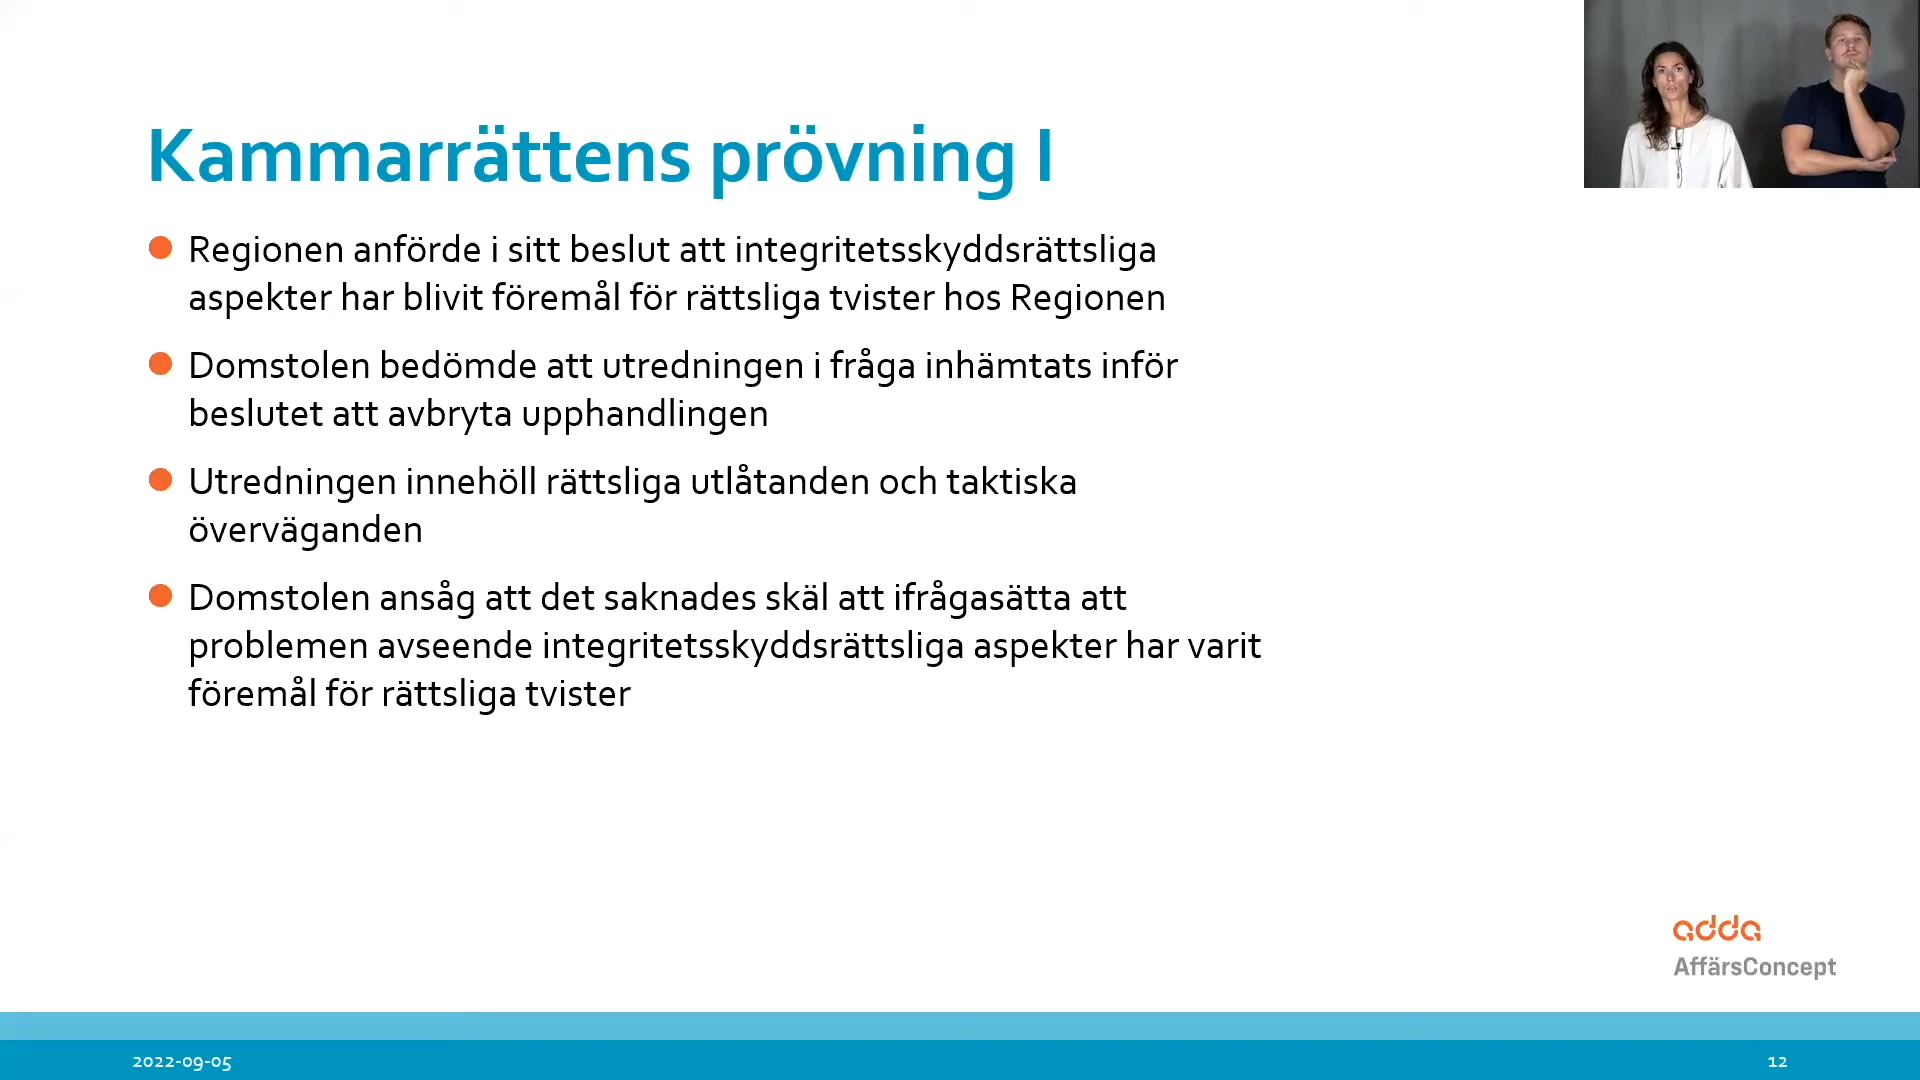 Kammarrättens prövning I
Regionen anförde i sitt beslut att integritetsskyddsrättsliga
aspekter har blivit föremål för rättsliga tvister hos Regionen
Domstolen bedömde att utredningen i fråga inhämtats inför
beslutet att avbryta upphandlingen
Utredningen innehöll rättsliga utlåtanden och taktiska
överväganden
Domstolen ansåg att det saknades skäl att ifrågasätta att
problemen avseende integritetsskyddsrättsliga aspekter har varit
föremål för rättsliga tvister
adda
AffärsConcept
2022-09-05
12